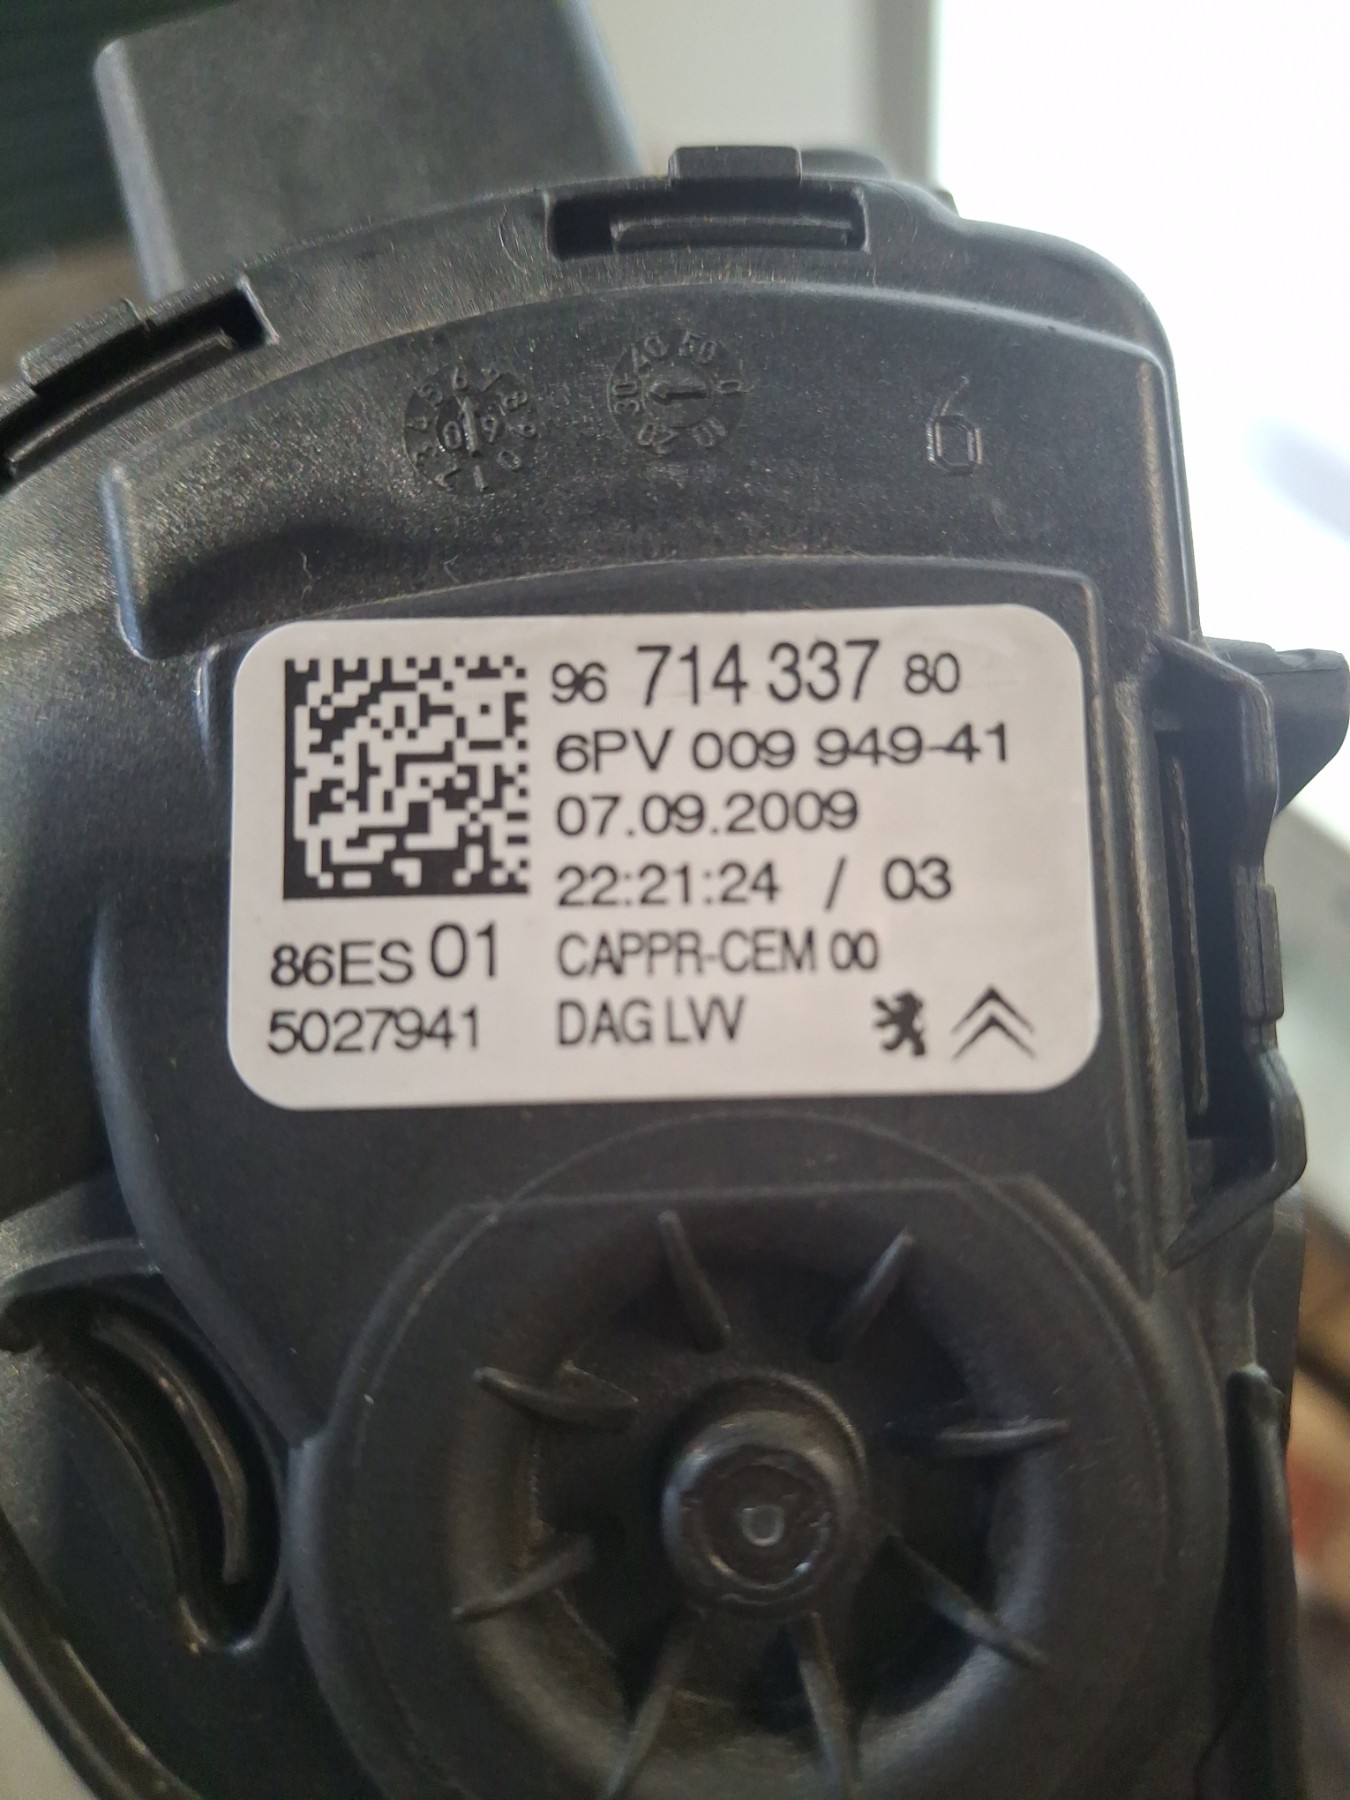 96 714 337 80
6PV 009 949-41
07.09.2009
22:21:24 / 03
86ES 01 CAPPR-CEM 00
5027941 DAG LVV